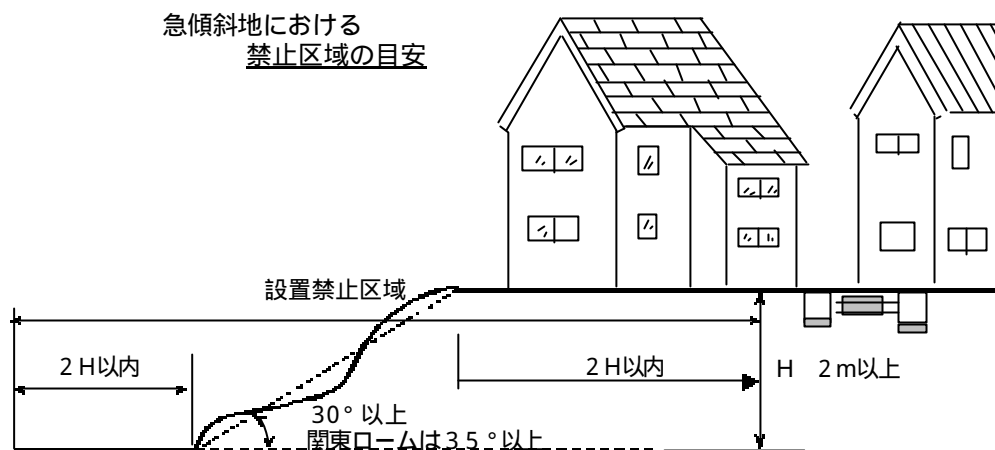 急傾斜地における
禁止区域の目安
設置禁止区域
2H以内
2H以内
H 2m以上
30°以上
関東ロームは35°以上